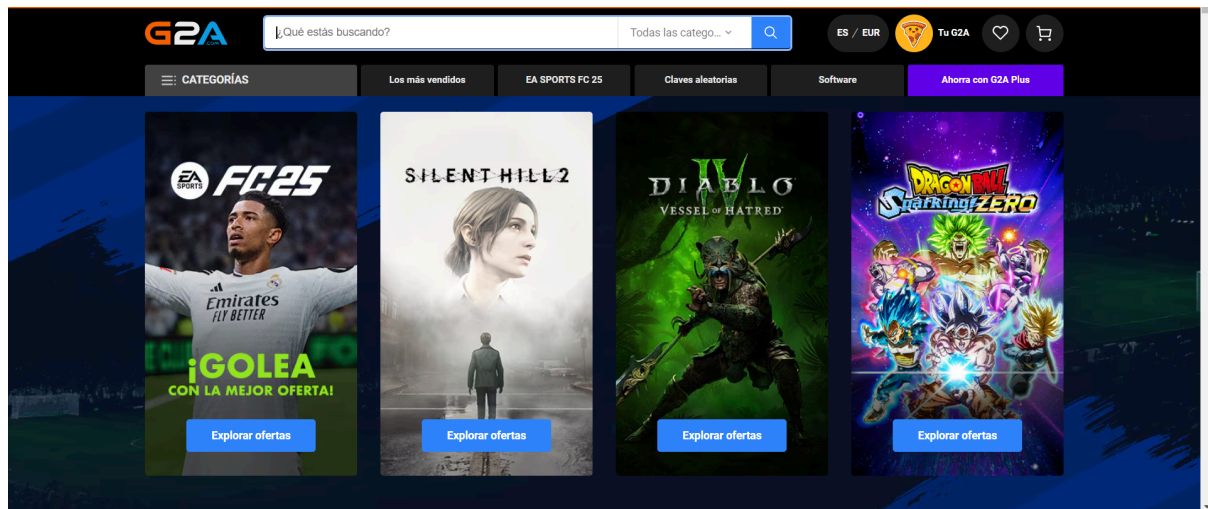 G2A
.com
¿Qué estás buscando?
Todas las catego...
ES / EUR
Tu G2A
CATEGORÍAS
Los más vendidos
EA SPORTS FC 25
Claves aleatorias
Software
Ahorra con G2A Plus
EA
SPORTS
FC25
Emirates
FLY BETTER
¡GOLEA
CON LA MEJOR OFERTA!
Explorar ofertas
SILENT HILL 2
Explorar ofertas
IV
DIABLO
VESSEL OF HATRED
Explorar ofertas
DRAGON BALL
Sparking! ZERO
Explorar ofertas